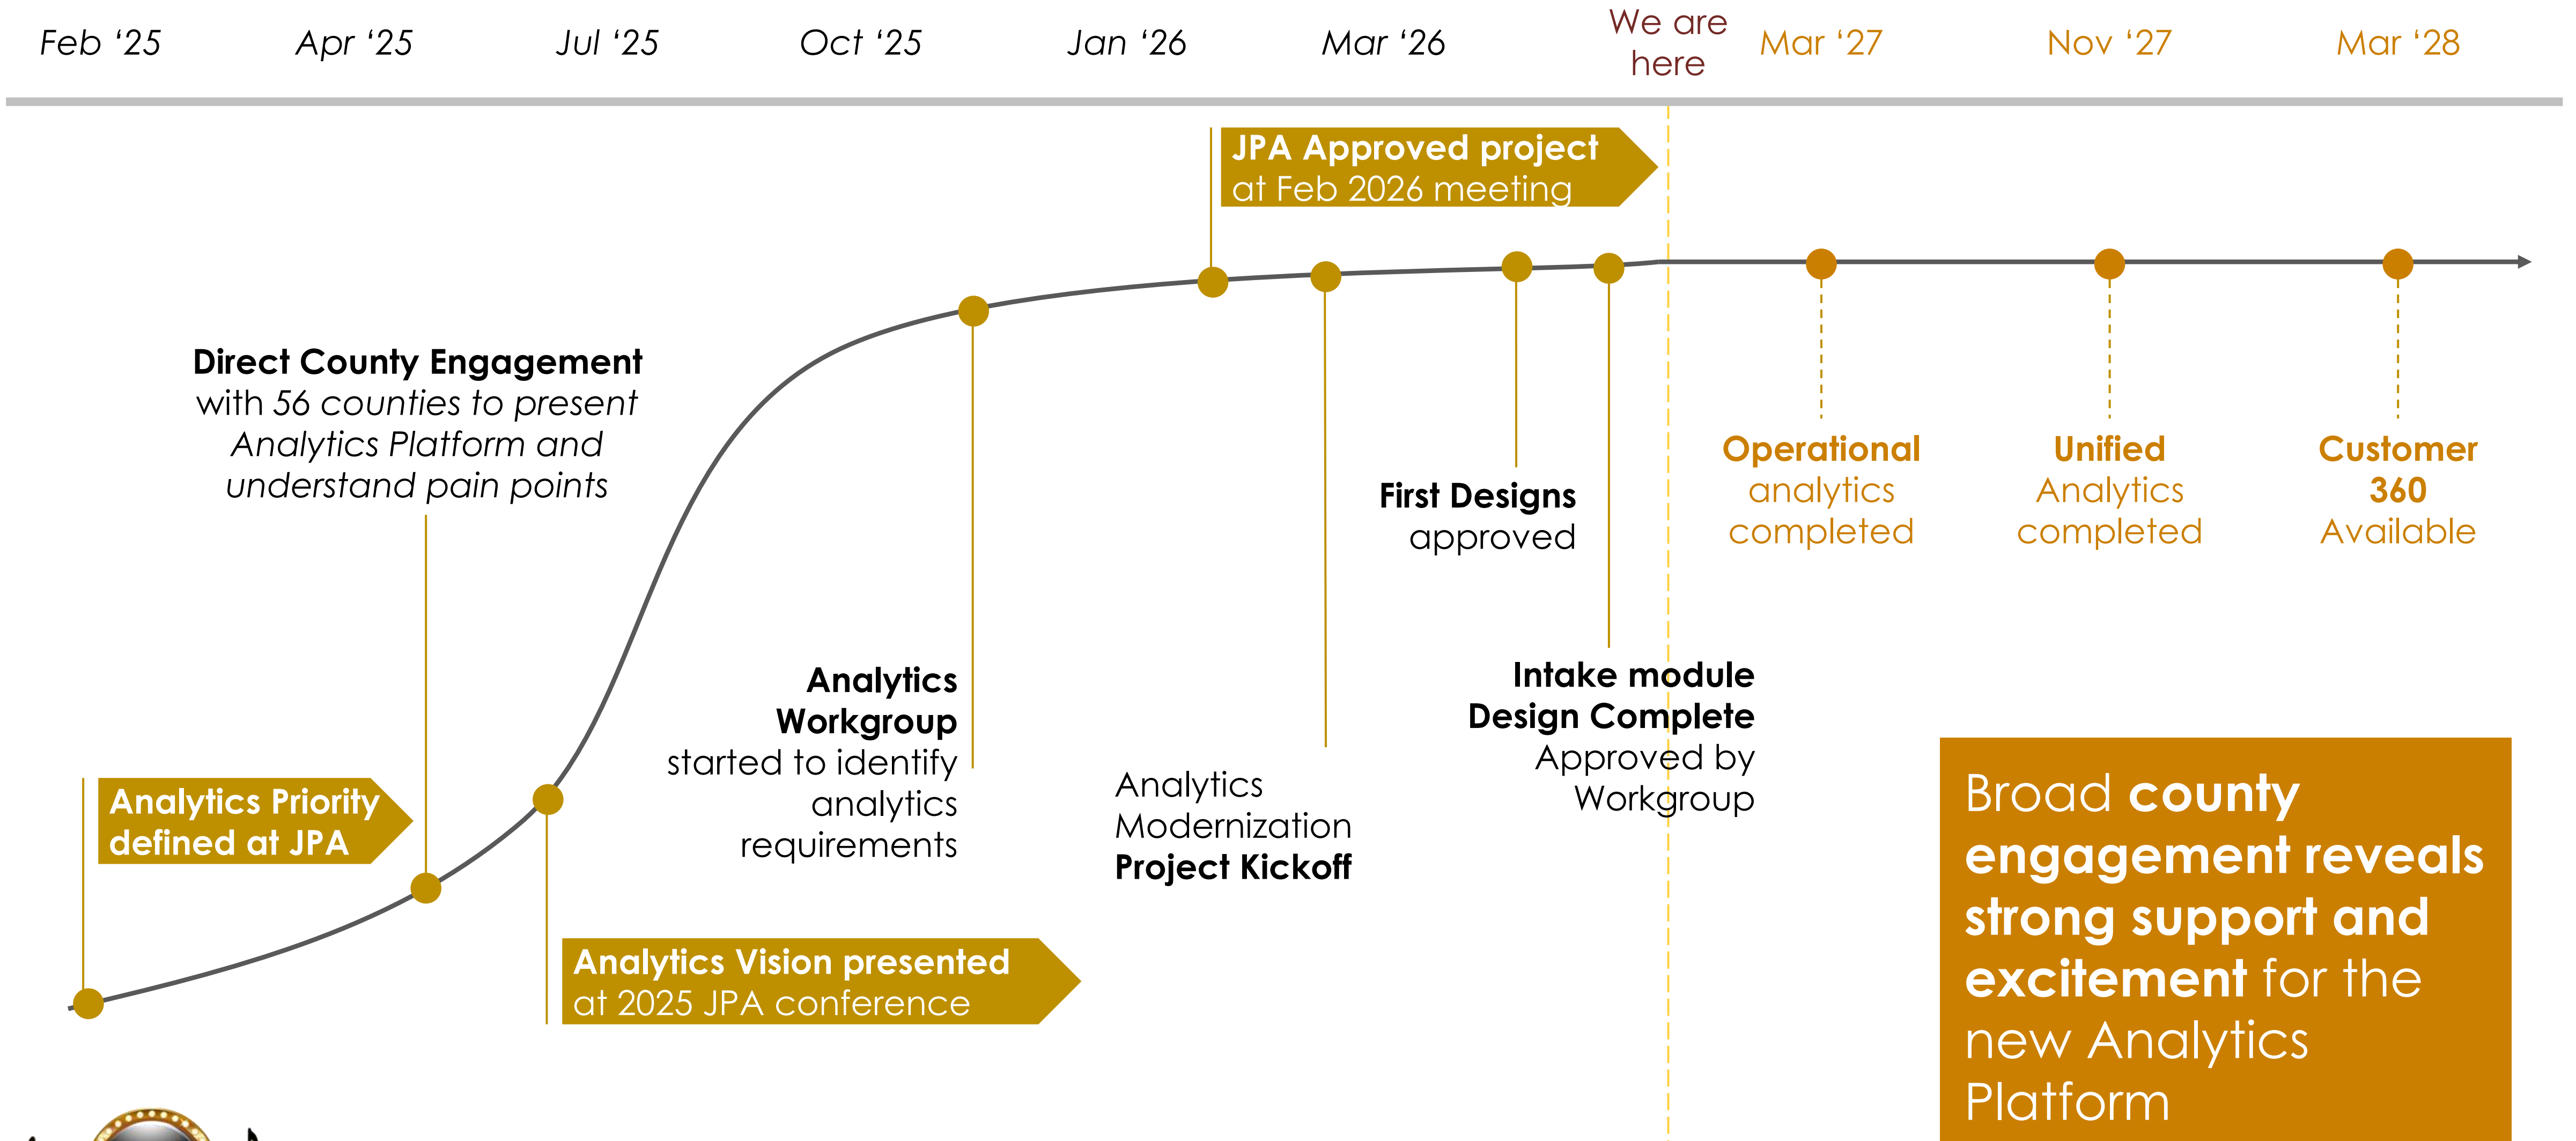 Feb ‘25
Apr ‘25
Jul ‘25
Oct ‘25
Jan ‘26
Mar ‘26
We are
here
Mar ‘27
Nov ‘27
Mar ‘28
JPA Approved project
at Feb 2026 meeting
Direct County Engagement
with 56 counties to present
Analytics Platform and
understand pain points
First Designs
approved
Operational
analytics
completed
Unified
Analytics
completed
Customer
360
Available
Analytics
Workgroup
started to identify
analytics
requirements
Intake module
Design Complete
Approved by
Workgroup
Analytics
Modernization
Project Kickoff
Analytics Priority
defined at JPA
Analytics Vision presented
at 2025 JPA conference
Broad county
engagement reveals
strong support and
excitement for the
new Analytics
Platform